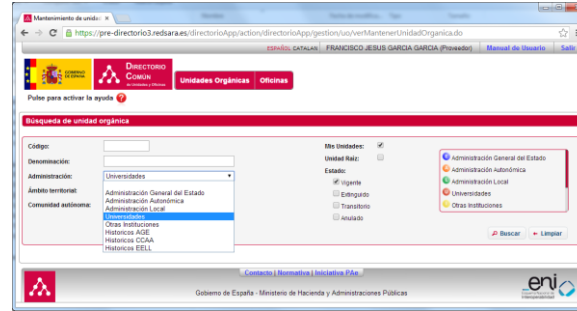 Mantenimiento de unida
https://pre-directorio3.redsara.es/directorioApp/action/directorioApp/gestion/uo/verMantenerUnidadOrganica.do
ESPAÑOL CATALAN FRANCISCO JESUS GARCIA GARCIA (Proveedor) Manual de Usuario Salir
GOBIERNO DE ESPAÑA
DIRECTORIO COMÚN
de Unidades y Oficinas
Unidades Orgánicas Oficinas
Pulse para activar la ayuda ?
Búsqueda de unidad orgánica
Código: Mis Unidades:
Denominación: Unidad Raíz:
Administración: Universidades Estado:
Ámbito territorial: Vigente
Comunidad autónoma: Extinguido
Transitorio
Anulado
Administración General del Estado
Administración Autonómica
Administración Local
Universidades
Otras Instituciones
Historicos AGE
Historicos CCAA
Historicos EELL
Administración General del Estado
Administración Autonómica
Administración Local
Universidades
Otras Instituciones
Buscar Limpiar
Contacto | Normativa | Iniciativa PAe
Gobierno de España - Ministerio de Hacienda y Administraciones Públicas
eni